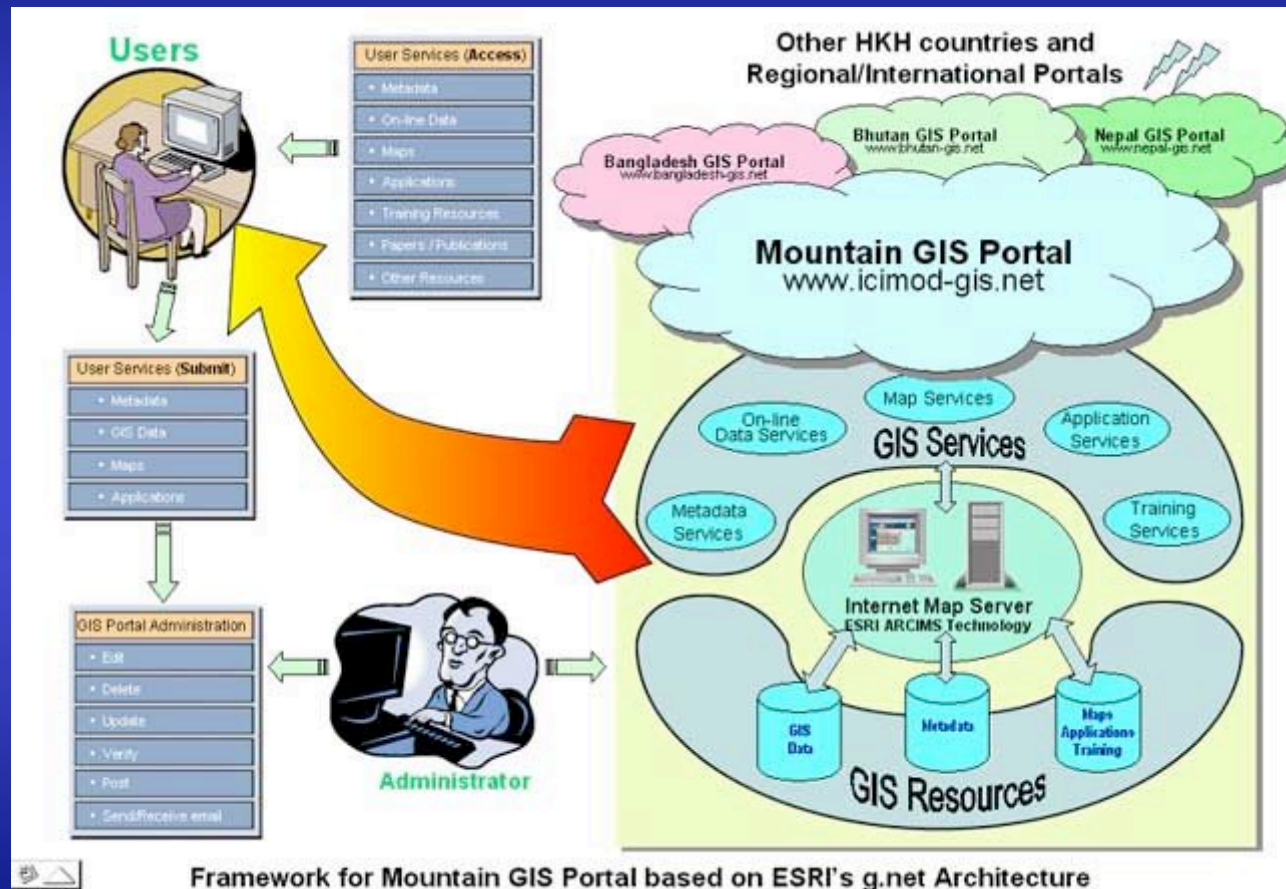 Users
User Services (Access)
• Metadata
• On-line Data
• Maps
• Applications
• Training Resources
• Papers / Publications
• Other Resources
Other HKH countries and
Regional/International Portals
Bangladesh GIS Portal
www.bangladesh-gis.net
Bhutan GIS Portal
www.bhutan-gis.net
Nepal GIS Portal
www.nepal-gis.net
Mountain GIS Portal
www.icimod-gis.net
User Services (Submit)
• Metadata
• GIS Data
• Maps
• Applications
Map Services
On-line
Data Services
Application
Services
GIS Services
Metadata
Services
Training
Services
Internet Map Server
ESRI ARCIMS Technology
GIS Portal Administration
• Edit
• Delete
• Update
• Verify
• Post
• Send/Receive email
Administrator
GIS
Data
Metadata
Maps
Applications
Training
GIS Resources
Framework for Mountain GIS Portal based on ESRI's g.net Architecture